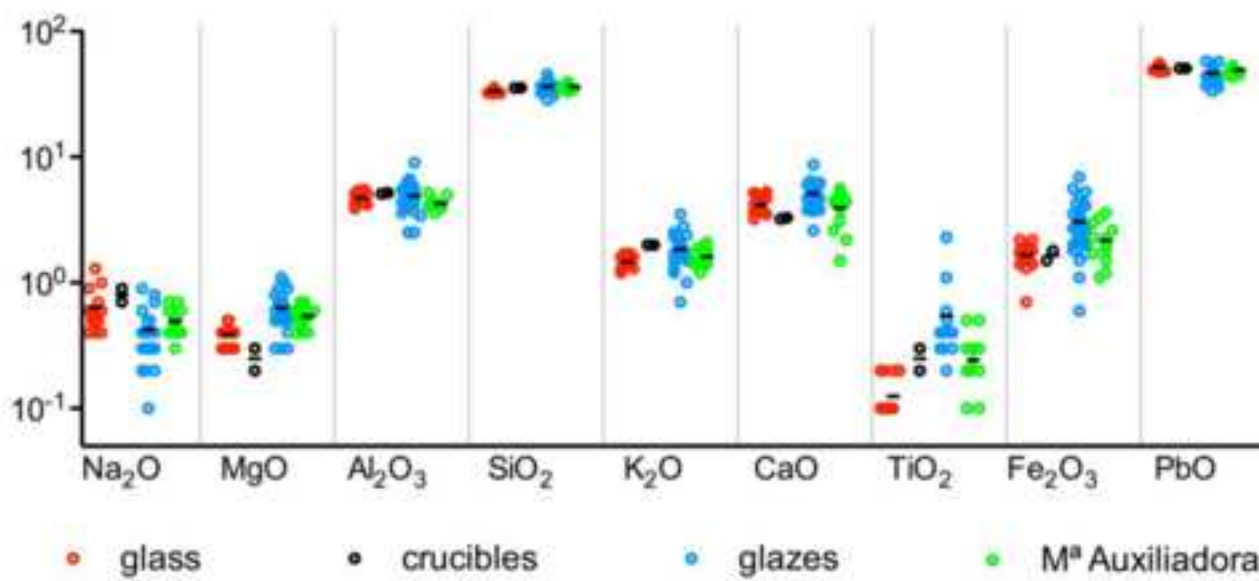 10²
10¹
10⁰
10⁻¹
Na₂O MgO Al₂O₃ SiO₂ K₂O CaO TiO₂ Fe₂O₃ PbO
glass crucibles glazes Mª Auxiliadora